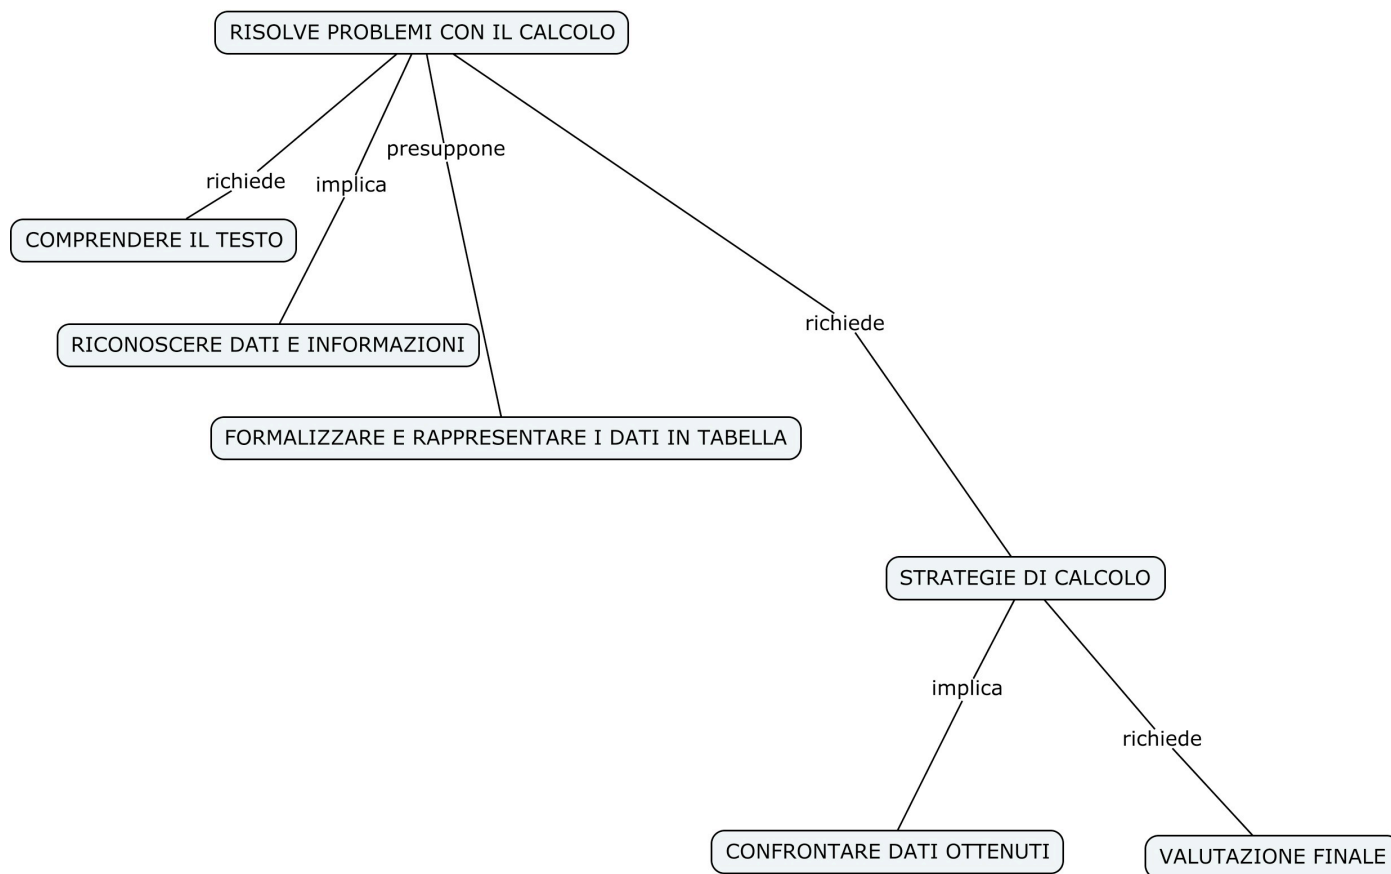 RISOLVE PROBLEMI CON IL CALCOLO
presuppone
richiede
implica
COMPRENDERE IL TESTO
richiede
RICONOSCERE DATI E INFORMAZIONI
FORMALIZZARE E RAPPRESENTARE I DATI IN TABELLA
STRATEGIE DI CALCOLO
implica
richiede
CONFRONTARE DATI OTTENUTI
VALUTAZIONE FINALE